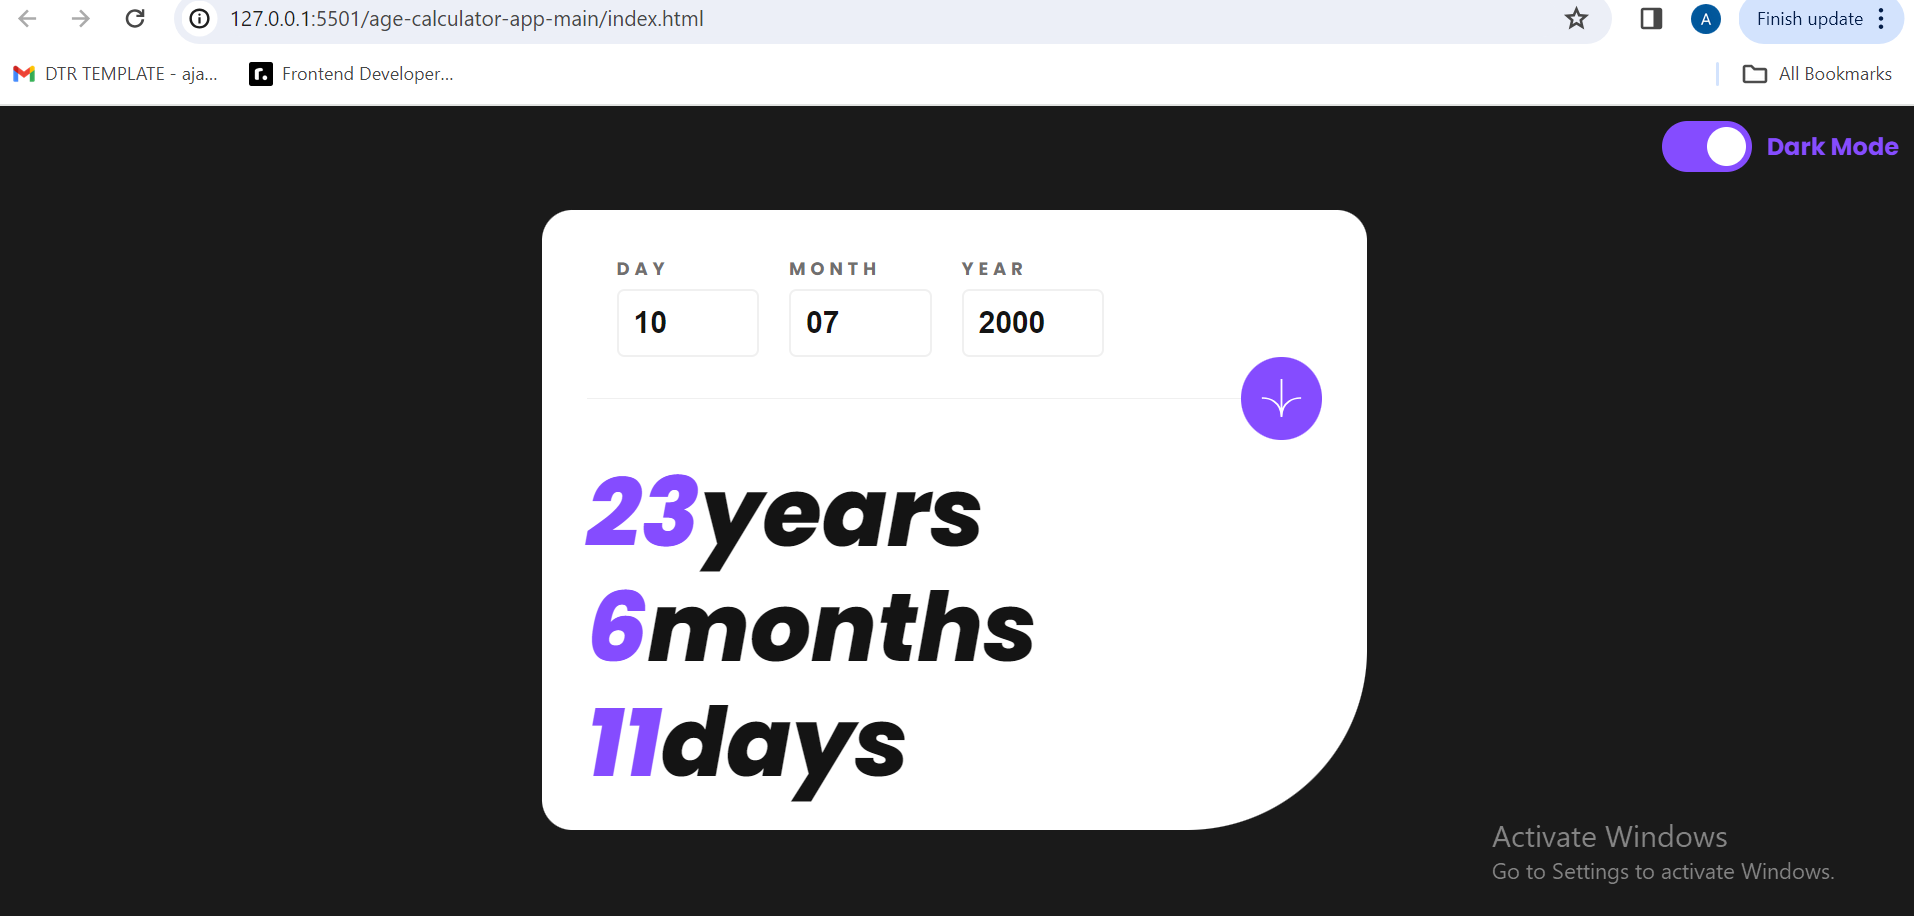 127.0.0.1:5501/age-calculator-app-main/index.html
A
Finish update
DTR TEMPLATE - aja...
r.
Frontend Developer...
All Bookmarks
Dark Mode
DAY MONTH YEAR
10 07 2000
23years
6months
11days
Activate Windows
Go to Settings to activate Windows.